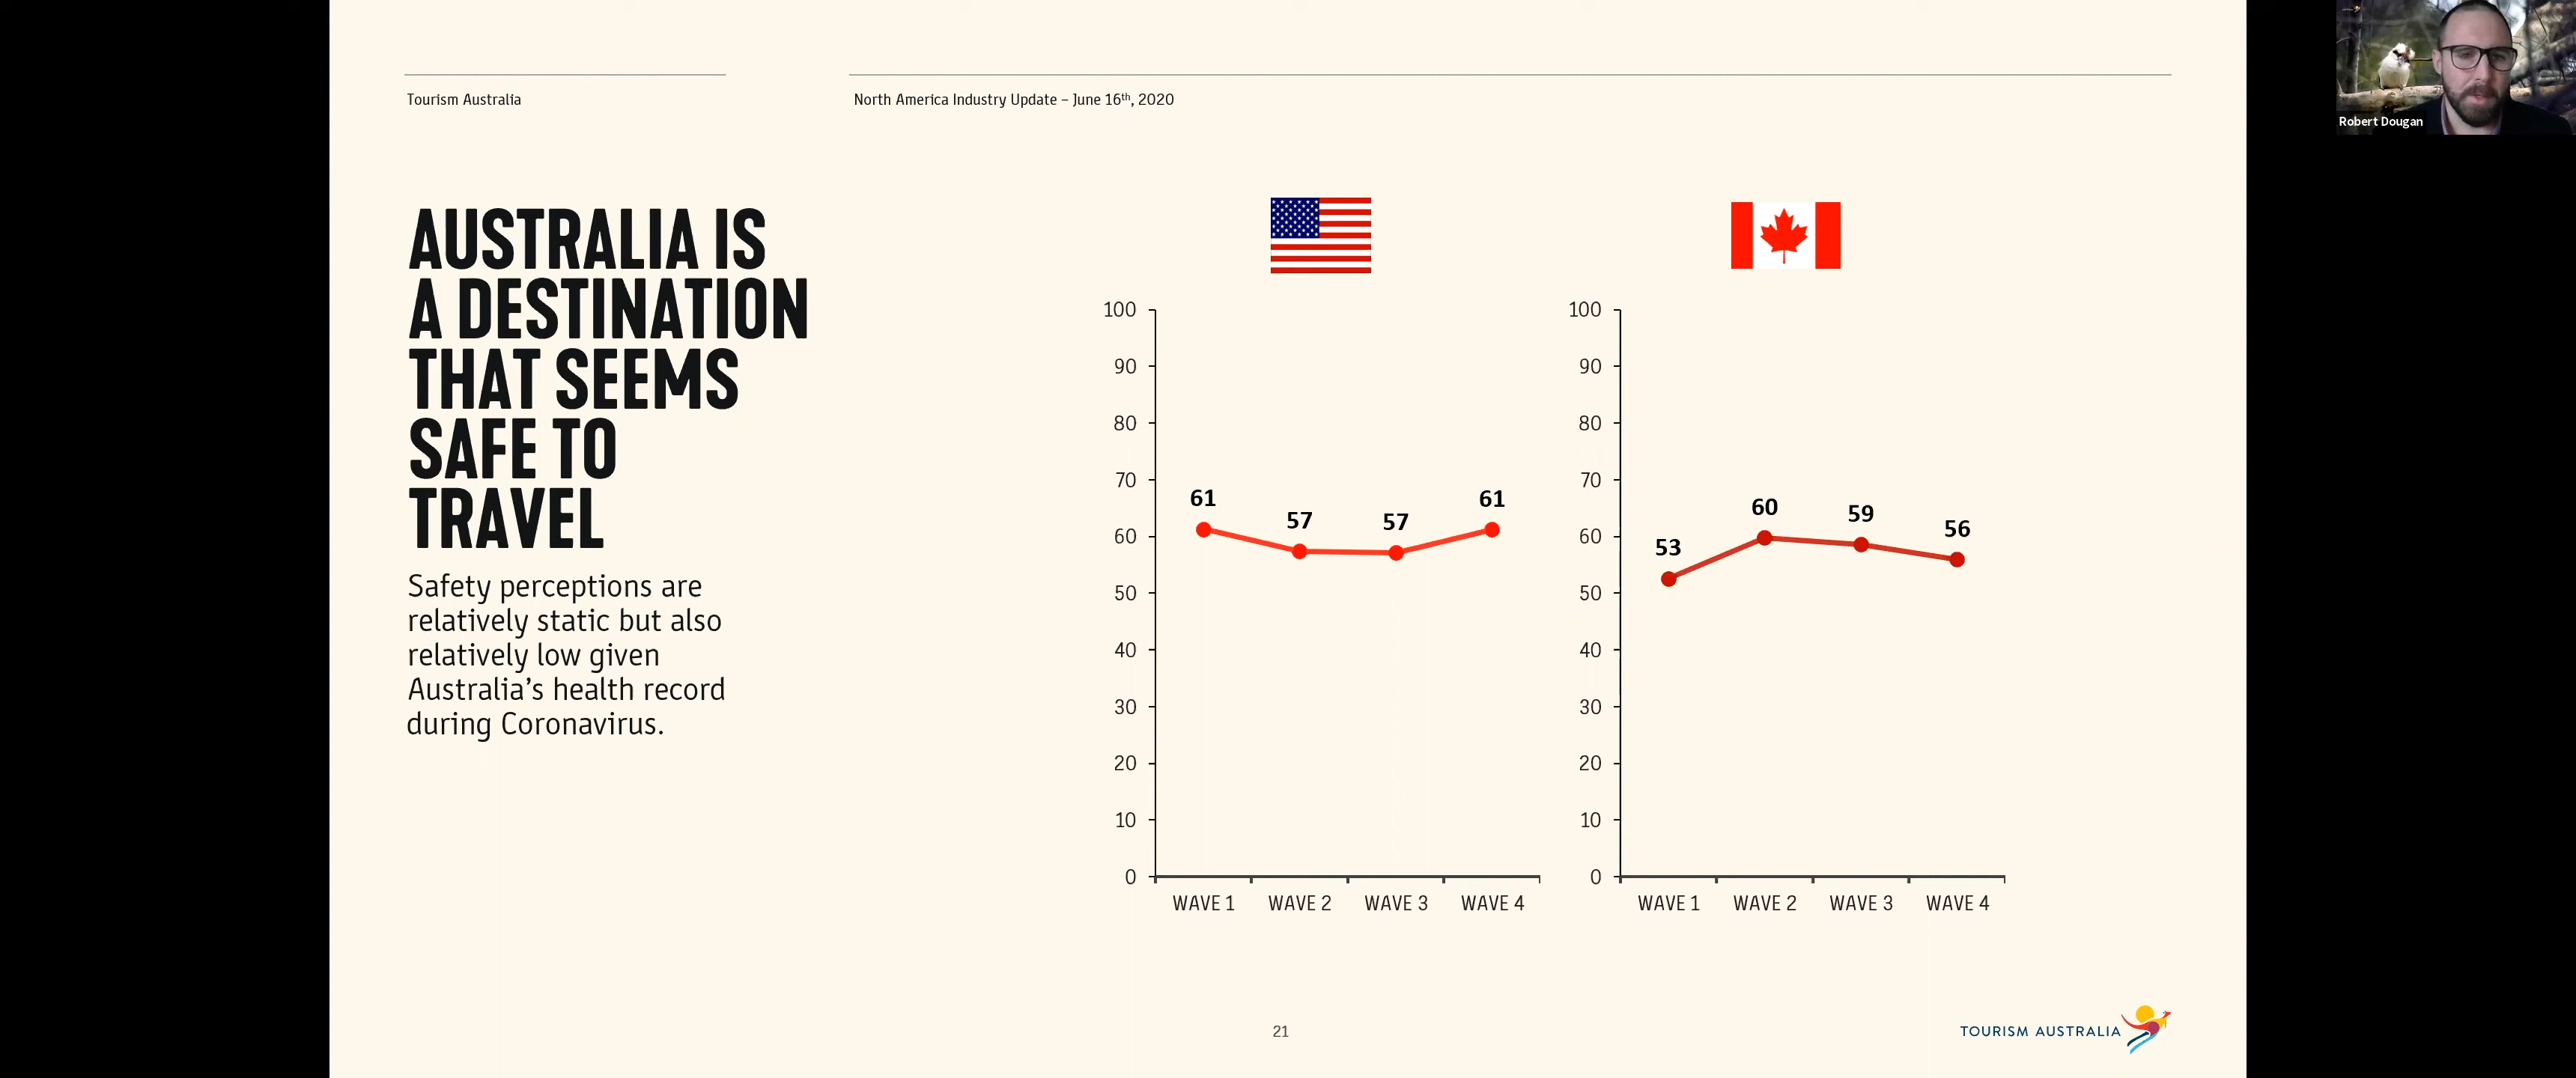 Tourism Australia
North America Industry Update – June 16th, 2020
Robert Dougan
AUSTRALIA IS
A DESTINATION
THAT SEEMS
SAFE TO
TRAVEL
Safety perceptions are
relatively static but also
relatively low given
Australia’s health record
during Coronavirus.
100
90
80
70
60
50
40
30
20
10
0
61
57
57
61
WAVE 1
WAVE 2
WAVE 3
WAVE 4
100
90
80
70
60
50
40
30
20
10
0
53
60
59
56
WAVE 1
WAVE 2
WAVE 3
WAVE 4
21
TOURISM AUSTRALIA